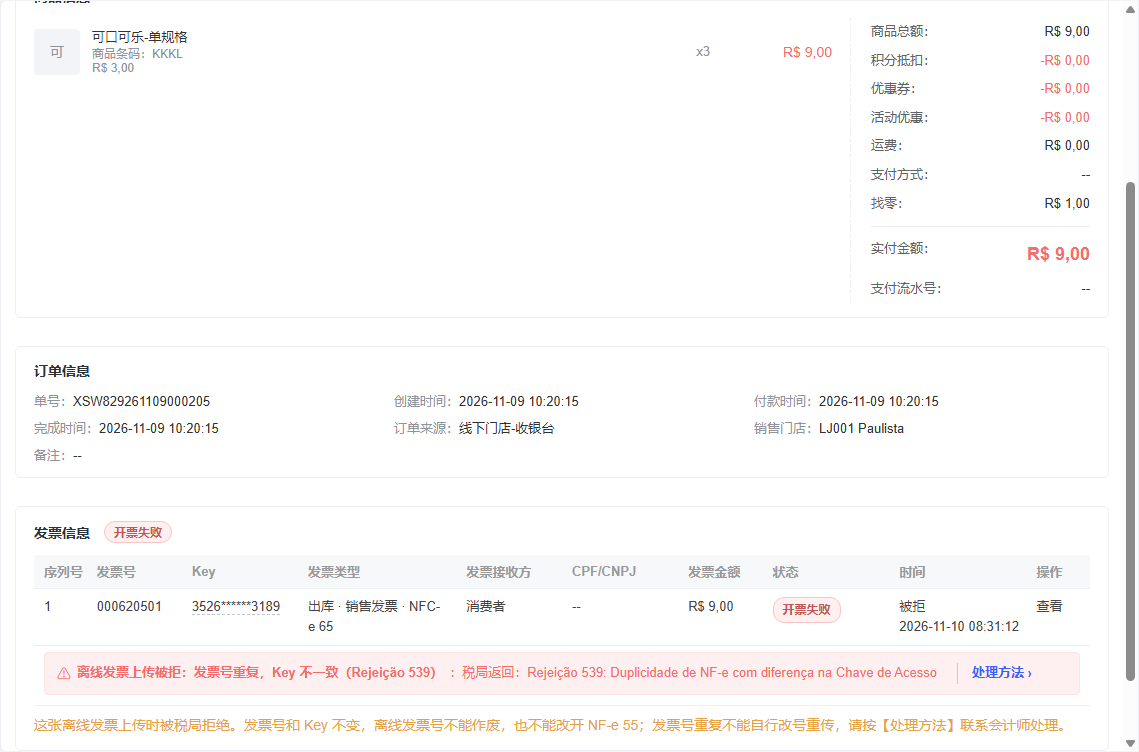 可
可口可乐-单规格
商品条码：KKKL
R$ 3,00
x3
R$ 9,00
商品总额： R$ 9,00
积分抵扣： -R$ 0,00
优惠券： -R$ 0,00
活动优惠： -R$ 0,00
运费： R$ 0,00
支付方式： --
找零： R$ 1,00
实付金额： R$ 9,00
支付流水号： --
订单信息
单号：XSW829261109000205 创建时间：2026-11-09 10:20:15 付款时间：2026-11-09 10:20:15
完成时间：2026-11-09 10:20:15 订单来源：线下门店-收银台 销售门店：LJ001 Paulista
备注：--
发票信息 开票失败
序列号 发票号 Key 发票类型 发票接收方 CPF/CNPJ 发票金额 状态 时间 操作
1 000620501 3526******3189 出库 · 销售发票 · NFC- 消费者 -- R$ 9,00 开票失败 被拒 查看
e 65 2026-11-10 08:31:12
离线发票上传被拒：发票号重复，Key 不一致（Rejeição 539）：税局返回：Rejeição 539: Duplicidade de NF-e com diferença na Chave de Acesso 处理方法 ›
这张离线发票上传时被税局拒绝。发票号和 Key 不变，离线发票号不能作废，也不能改开 NF-e 55；发票号重复不能自行改号重传，请按【处理方法】联系会计师处理。